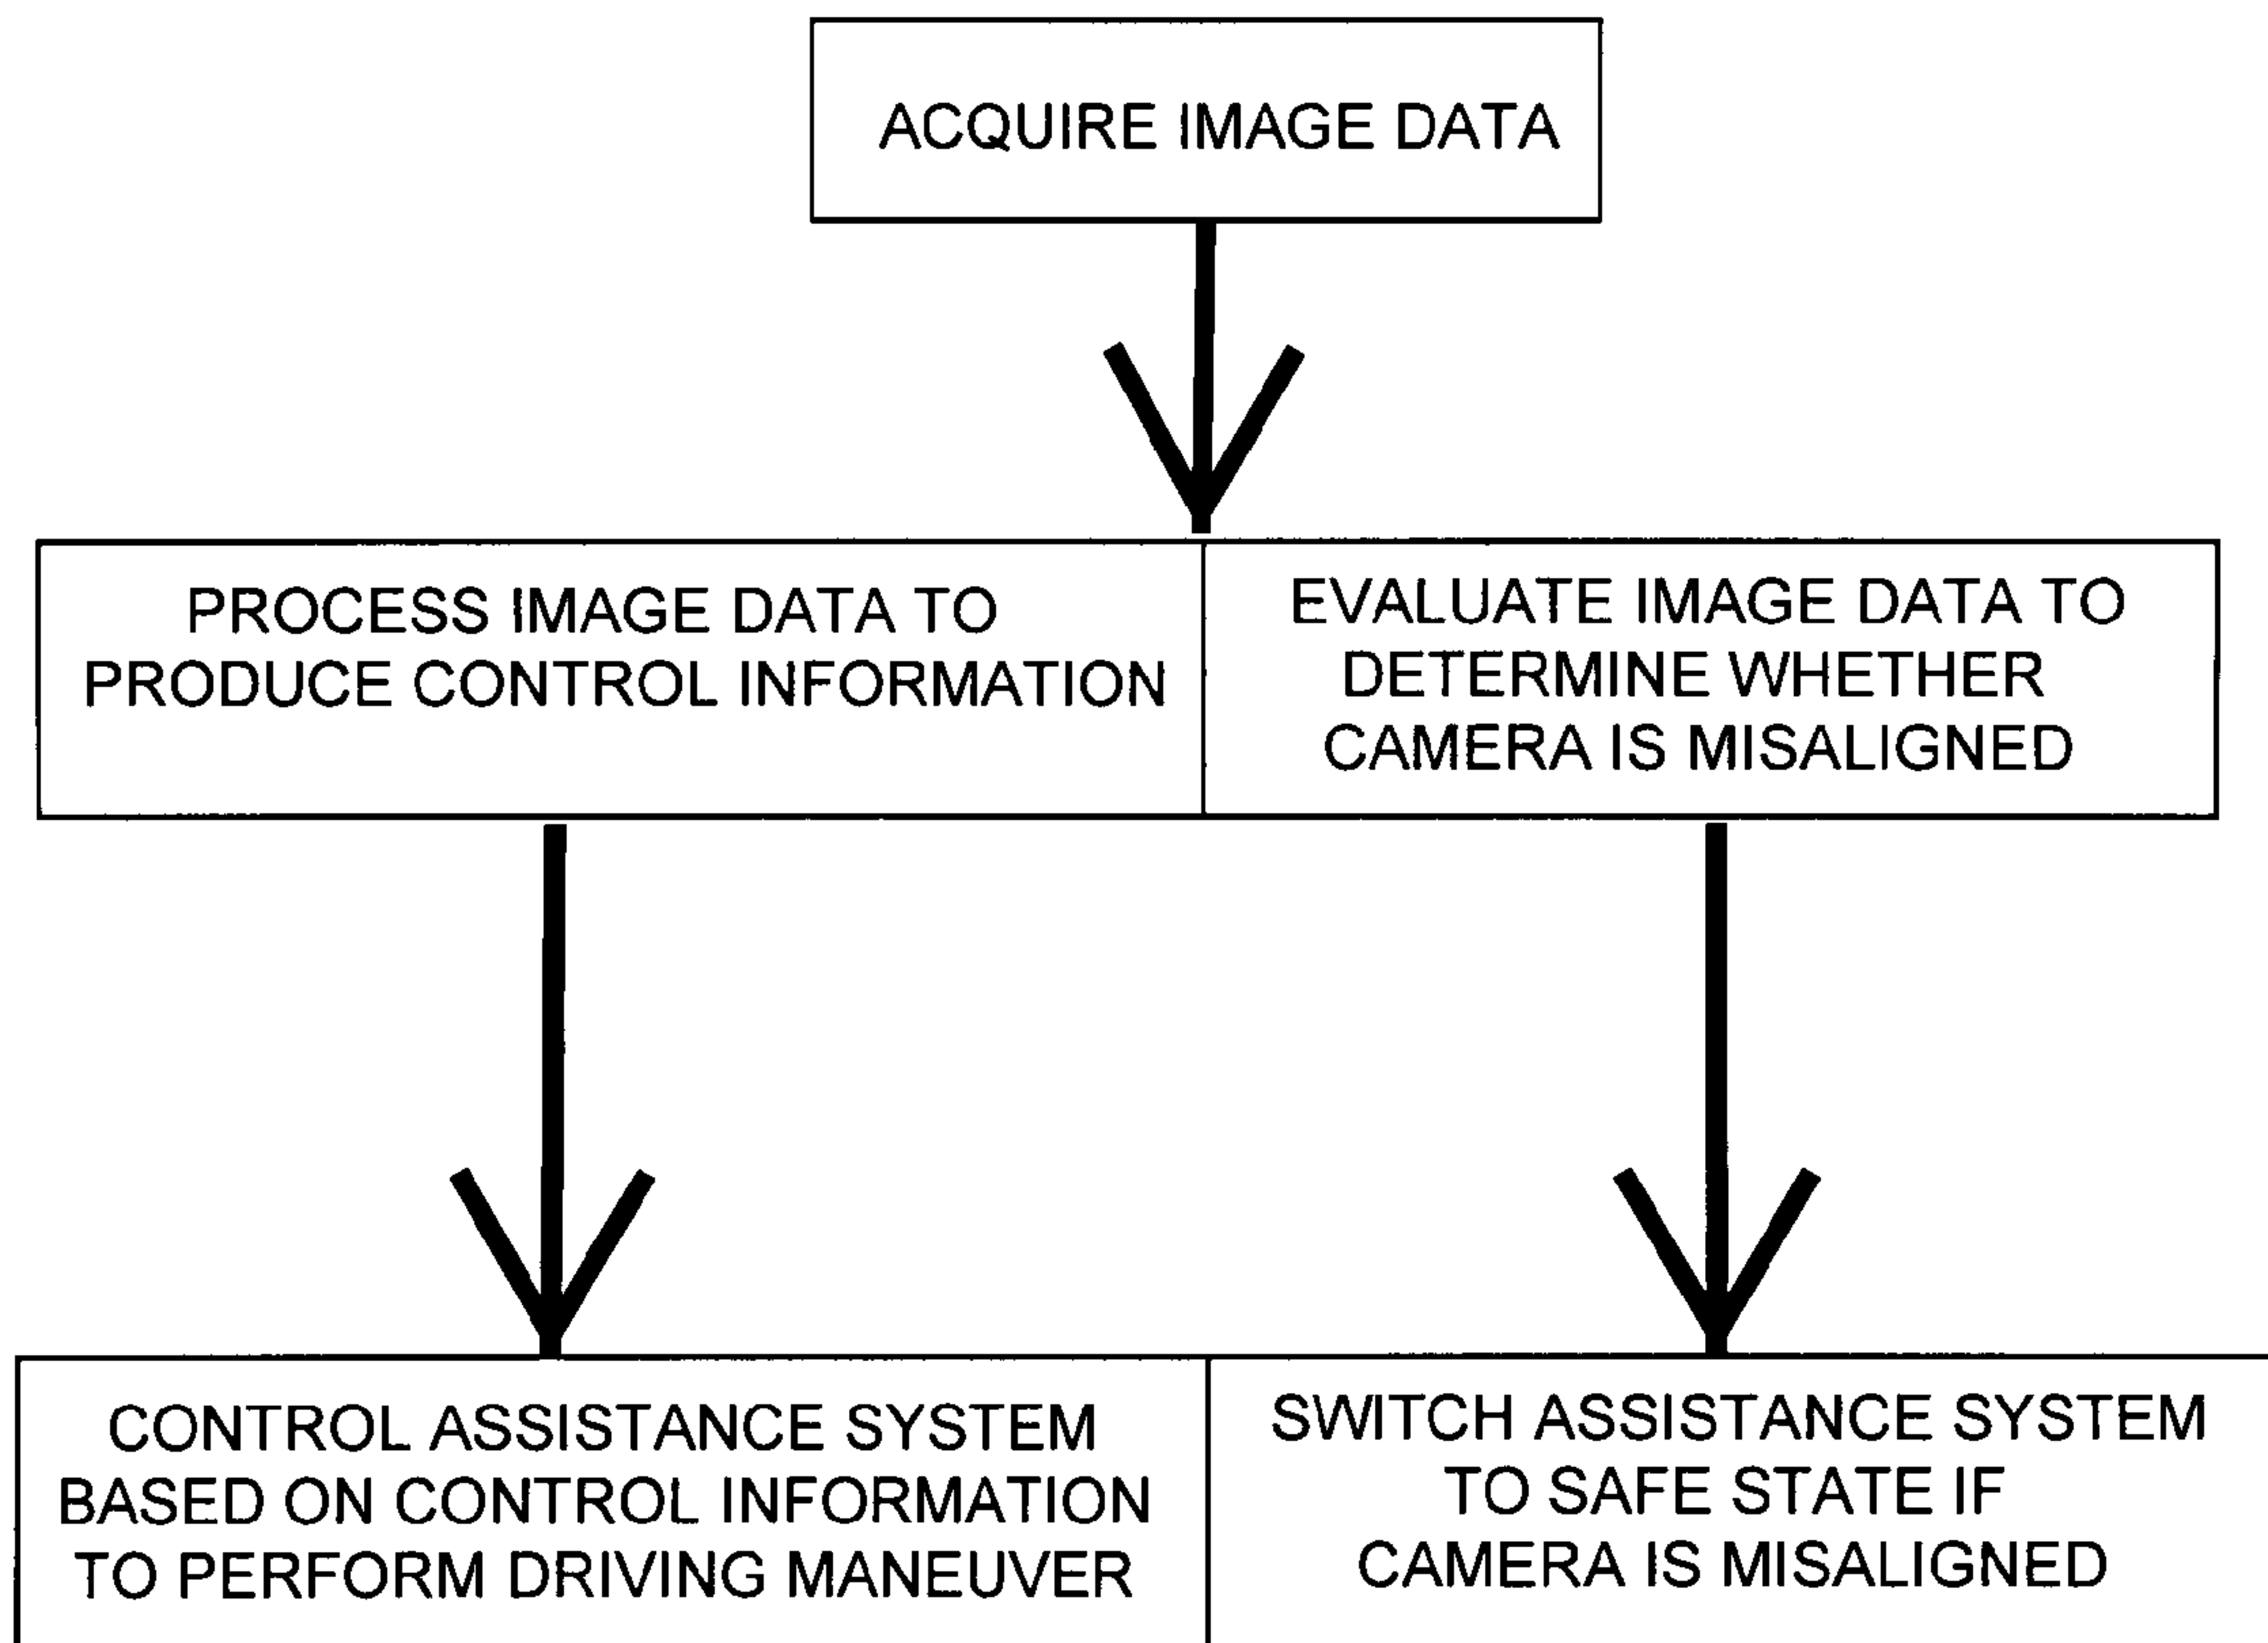 ACQUIRE IMAGE DATA
PROCESS IMAGE DATA TO
PRODUCE CONTROL INFORMATION
EVALUATE IMAGE DATA TO
DETERMINE WHETHER
CAMERA IS MISALIGNED
CONTROL ASSISTANCE SYSTEM
BASED ON CONTROL INFORMATION
TO PERFORM DRIVING MANEUVER
SWITCH ASSISTANCE SYSTEM
TO SAFE STATE IF
CAMERA IS MISALIGNED